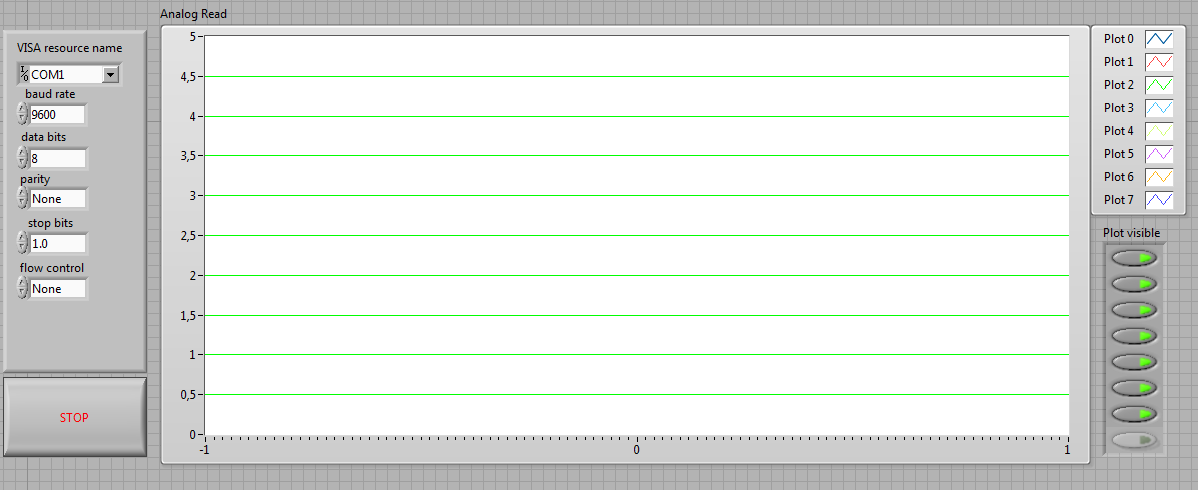 Analog Read
VISA resource name
I/O COM1
baud rate
9600
data bits
8
parity
None
stop bits
1.0
flow control
None
STOP
5
4,5
4
3,5
3
2,5
2
1,5
1
0,5
0
-1 0 1
Plot 0
Plot 1
Plot 2
Plot 3
Plot 4
Plot 5
Plot 6
Plot 7
Plot visible